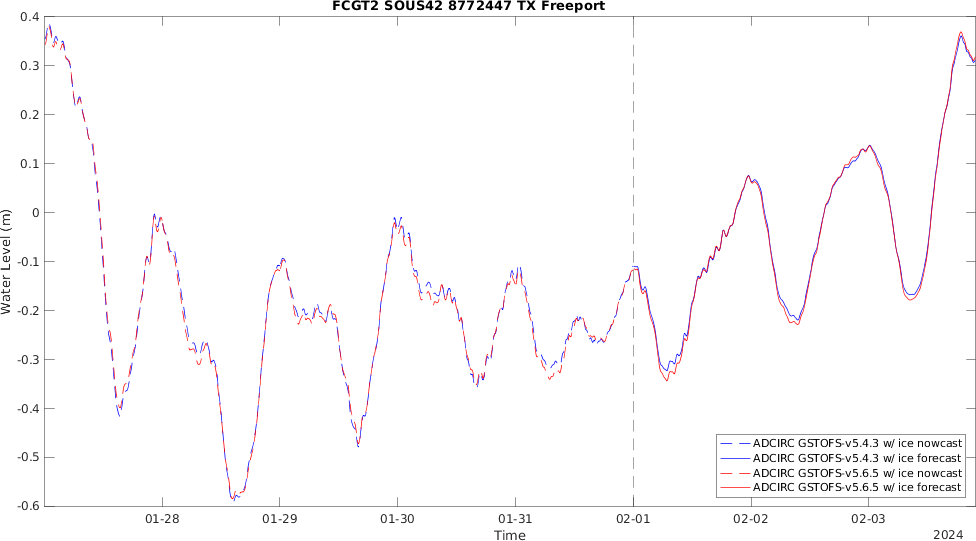 FCGT2 SOUS42 8772447 TX Freeport
Water Level (m)
0.4
0.3
0.2
0.1
0
-0.1
-0.2
-0.3
-0.4
-0.5
-0.6
ADCIRC GSTOFS-v5.4.3 w/ ice nowcast
ADCIRC GSTOFS-v5.4.3 w/ ice forecast
ADCIRC GSTOFS-v5.6.5 w/ ice nowcast
ADCIRC GSTOFS-v5.6.5 w/ ice forecast
01-28 01-29 01-30 01-31 02-01 02-02 02-03
Time
2024